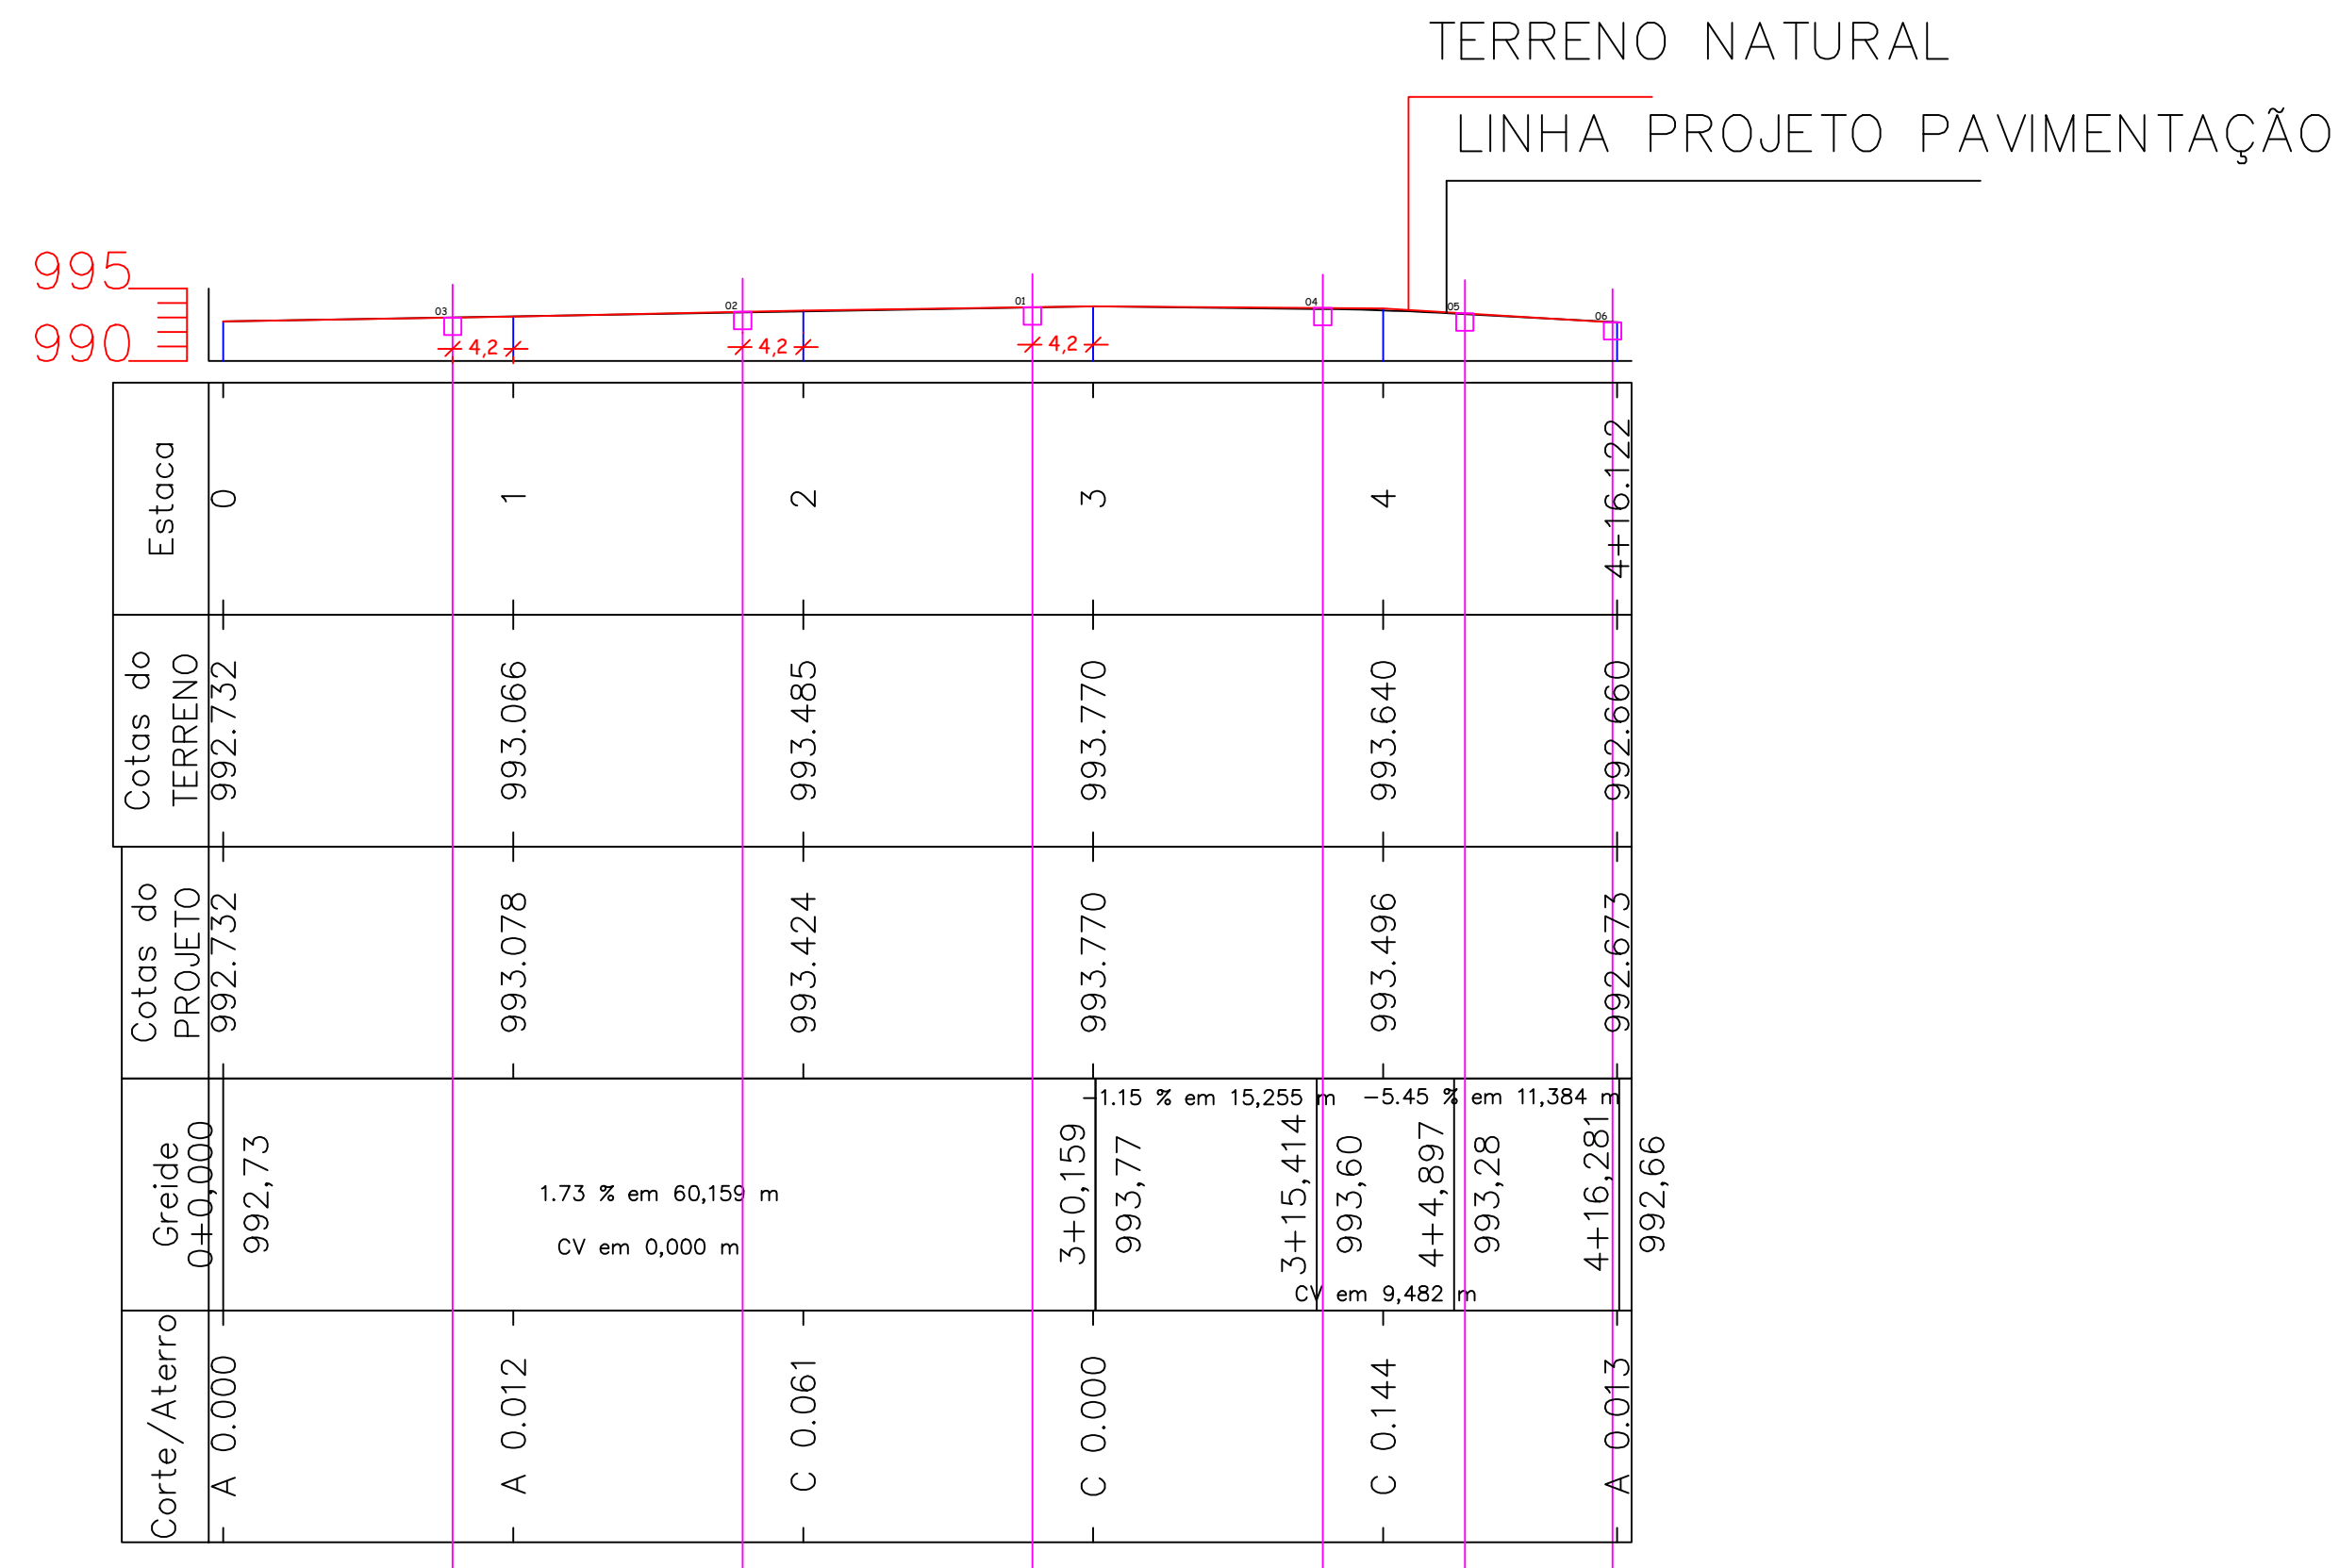 TERRENO NATURAL
LINHA PROJETO PAVIMENTAÇÃO
995
990
03
02
01
04
05
06
4,2
4,2
4,2
Estaca
0
1
2
3
4
4+16.122
Cotas do
TERRENO
992.732
993.066
993.485
993.770
993.640
992.660
Cotas do
PROJETO
992.732
993.078
993.424
993.770
993.496
992.673
Greide
0+0,000
992,73
1.73 % em 60,159 m
CV em 0,000 m
3+0,159
993,77
-1.15 % em 15,255 m
3+15,414
993,60
CV em 9,482 m
4+4,897
993,28
-5.45 % em 11,384 m
4+16,281
992,66
Corte/Aterro
A 0.000
A 0.012
C 0.061
C 0.000
C 0.144
A 0.013